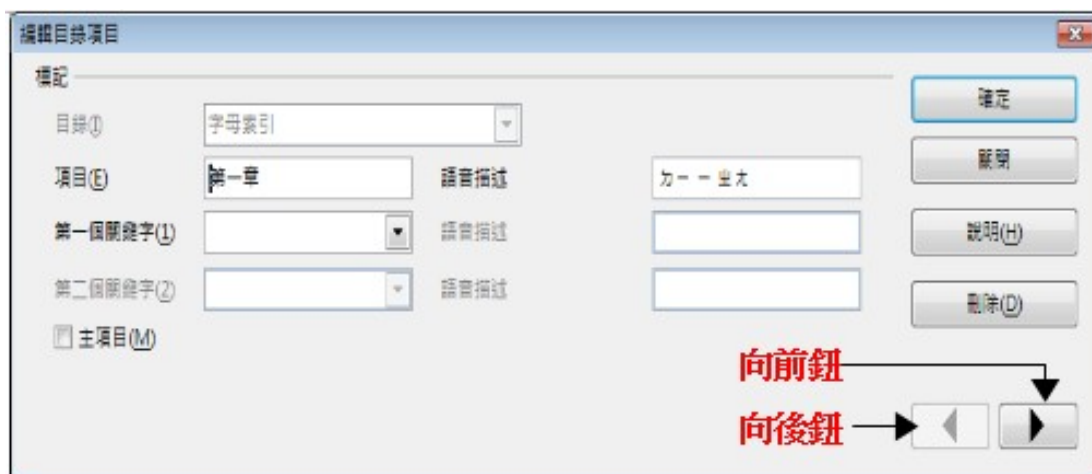 編輯目錄項目
標記
確定
目錄(I) 字母索引
關閉
項目(E) 第一章 語音描述 ㄉㄧ ㄧ ㄓㄤ
第一個關鍵字(1) 語音描述
說明(H)
第二個關鍵字(2) 語音描述
刪除(D)
主項目(M)
向前鈕
向後鈕